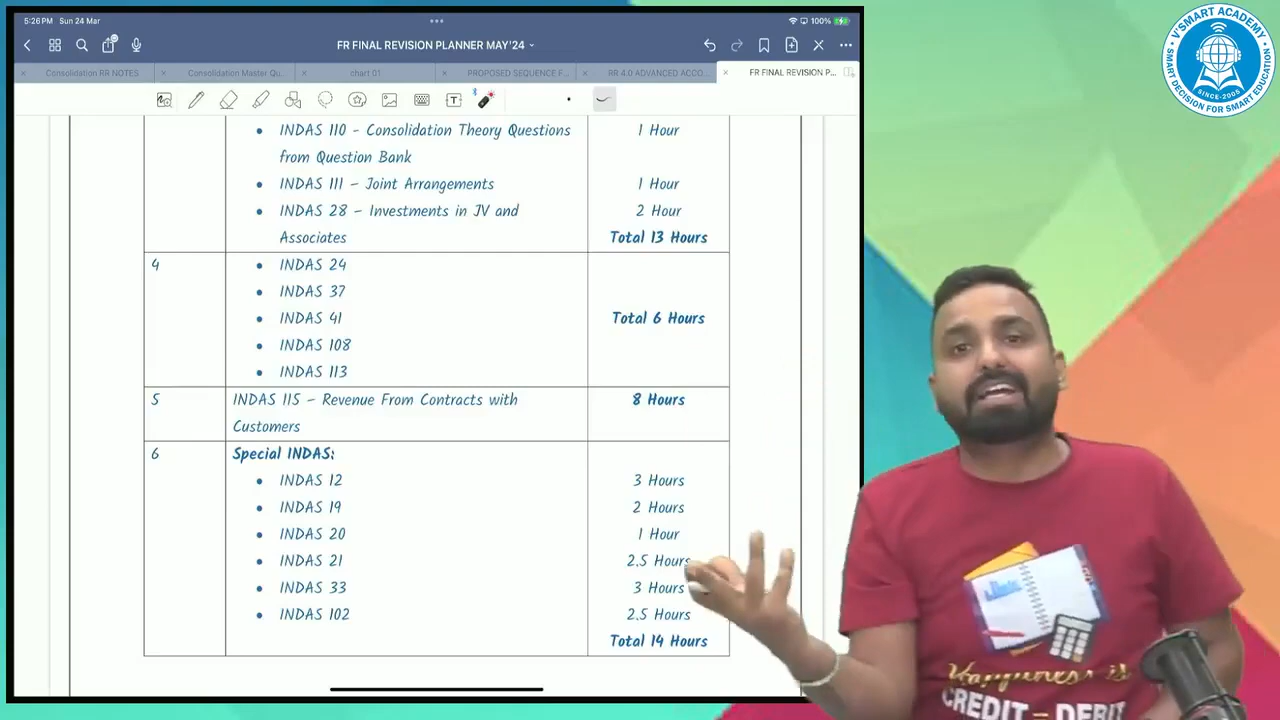 5:26 PM Sun 24 Mar
100%
FR FINAL REVISION PLANNER MAY'24
Consolidation RR NOTES
Consolidation Master Qu...
chart 01
PROPOSED SEQUENCE F...
RR 4.0 ADVANCED ACCO...
FR FINAL REVISION P...
• INDAS 110 – Consolidation Theory Questions 1 Hour
from Question Bank
• INDAS 111 – Joint Arrangements 1 Hour
• INDAS 28 – Investments in JV and 2 Hour
Associates Total 13 Hours
4 • INDAS 24
• INDAS 37
• INDAS 41 Total 6 Hours
• INDAS 108
• INDAS 113
5 INDAS 115 – Revenue From Contracts with 8 Hours
Customers
6 Special INDAS:
• INDAS 12 3 Hours
• INDAS 19 2 Hours
• INDAS 20 1 Hour
• INDAS 21 2.5 Hours
• INDAS 33 3 Hours
• INDAS 102 2.5 Hours
Total 14 Hours
V'SMART ACADEMY
SMART DECISION FOR SMART EDUCATION
SINCE-2005
Happyness is
CREDIT – DEBIT